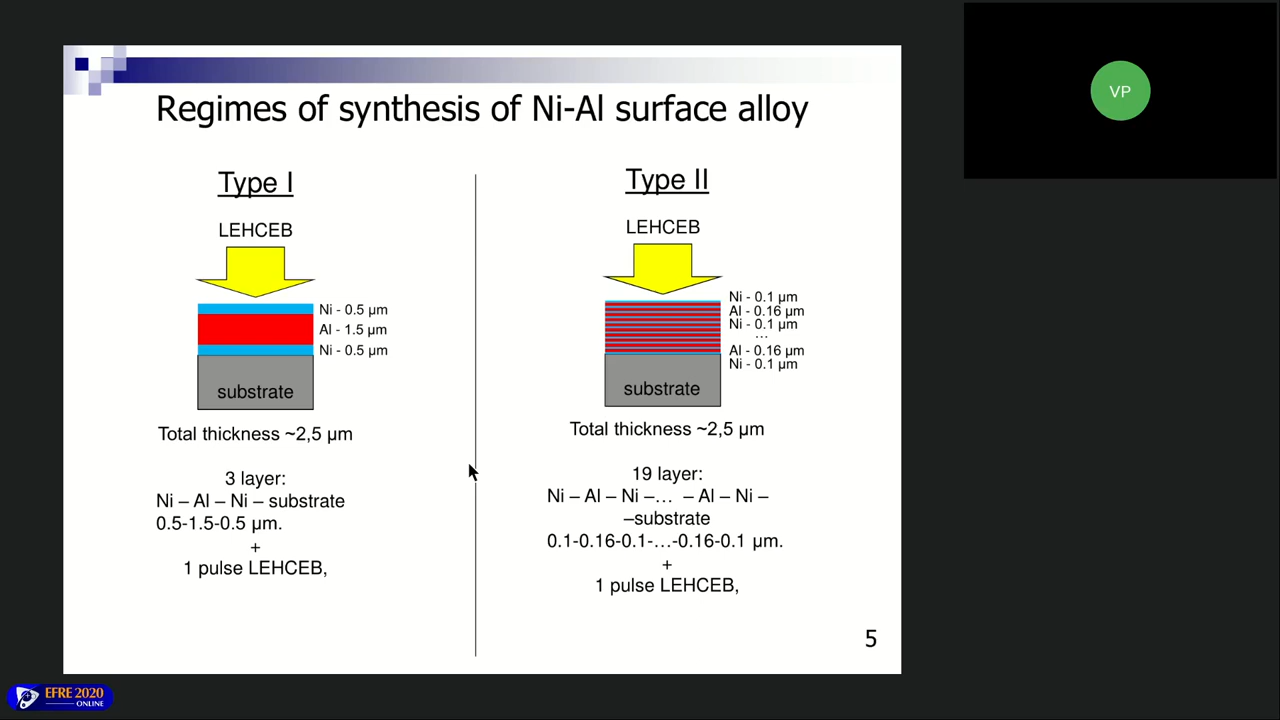 Regimes of synthesis of Ni-Al surface alloy
Type I
LEHCEB
Ni - 0.5 µm
Al - 1.5 µm
Ni - 0.5 µm
substrate
Total thickness ~2,5 µm
3 layer:
Ni – Al – Ni – substrate
0.5-1.5-0.5 µm.
+
1 pulse LEHCEB,
Type II
LEHCEB
Ni - 0.1 µm
Al - 0.16 µm
Ni - 0.1 µm
...
Al - 0.16 µm
Ni - 0.1 µm
substrate
Total thickness ~2,5 µm
19 layer:
Ni – Al – Ni –… – Al – Ni –
–substrate
0.1-0.16-0.1-…-0.16-0.1 µm.
+
1 pulse LEHCEB,
5
VP
EFRE 2020
ONLINE